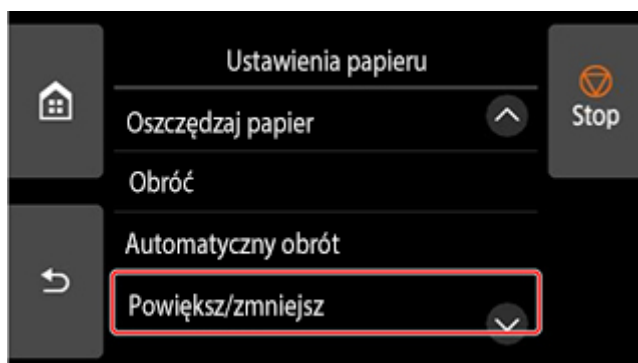 Ustawienia papieru
Oszczędzaj papier
Stop
Obróć
Automatyczny obrót
Powiększ/zmniejsz